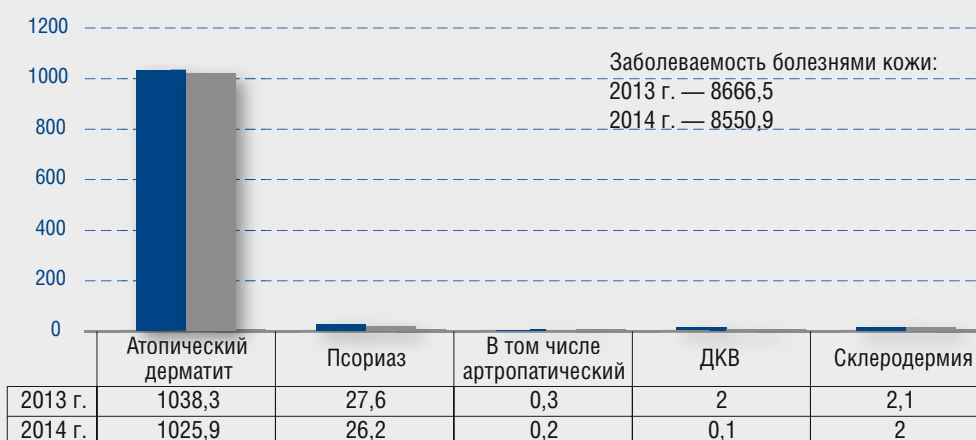 1200
1000
800
600
400
200
0
Заболеваемость болезнями кожи:
2013 г. — 8666,5
2014 г. — 8550,9
Атопический дерматит Псориаз В том числе артропатический ДКВ Склеродермия
2013 г. 1038,3 27,6 0,3 2 2,1
2014 г. 1025,9 26,2 0,2 0,1 2